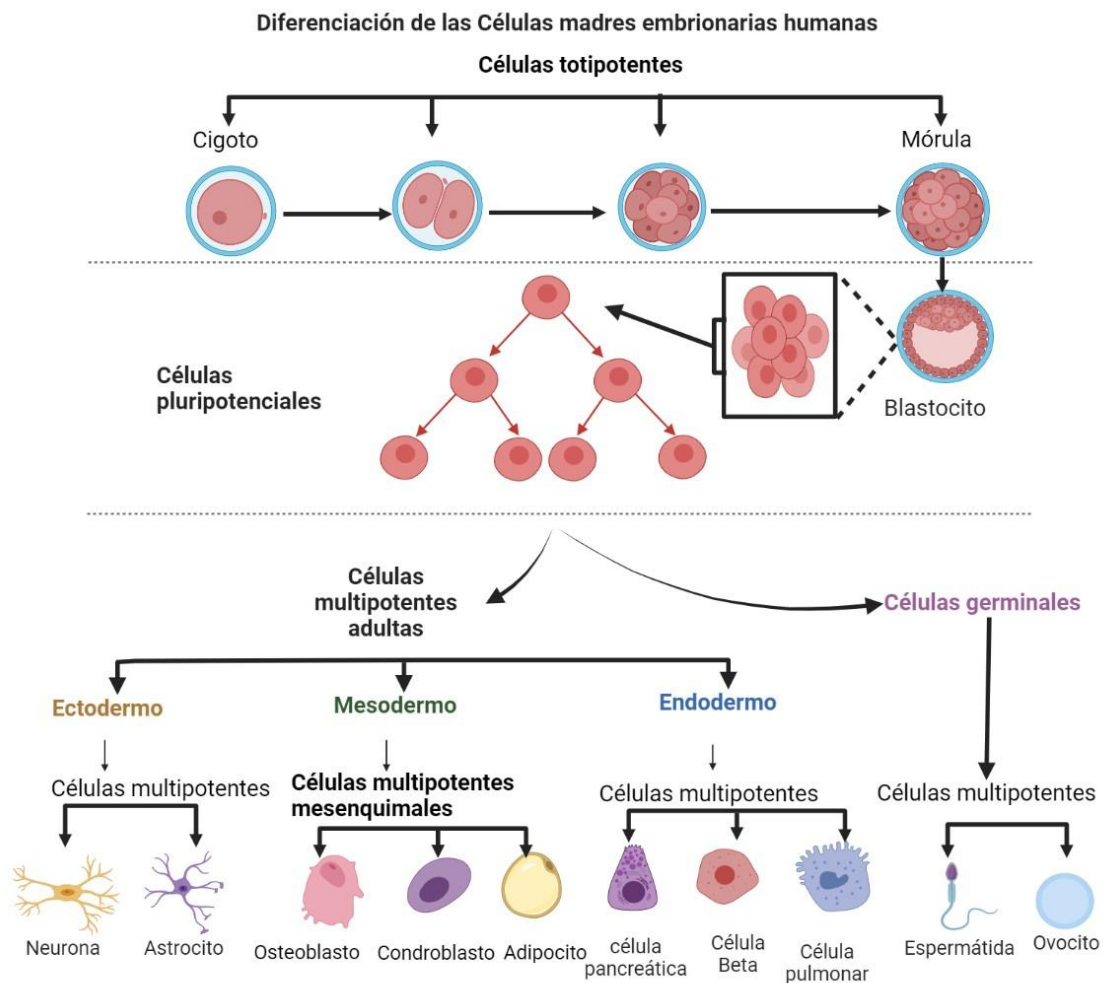 Diferenciación de las Células madres embrionarias humanas
Células totipotentes
Cigoto
Mórula
Células
pluripotenciales
Blastocito
Células
multipotentes
adultas
Células germinales
Ectodermo
Mesodermo
Endodermo
Células multipotentes
Células multipotentes
mesenquimales
Células multipotentes
Células multipotentes
Neurona
Astrocito
Osteoblasto
Condroblasto
Adipocito
célula
pancreática
Célula
Beta
Célula
pulmonar
Espermátida
Ovocito